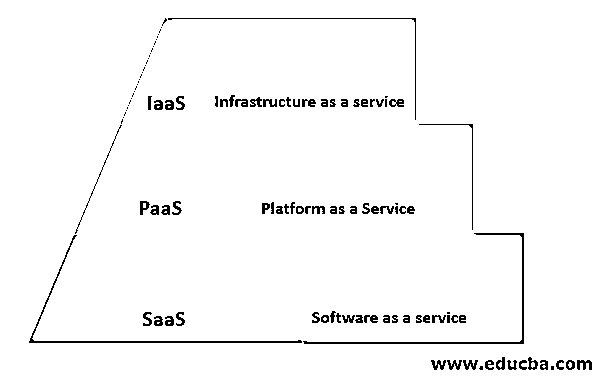 IaaS Infrastructure as a service
PaaS Platform as a Service
SaaS Software as a service
www.educba.com